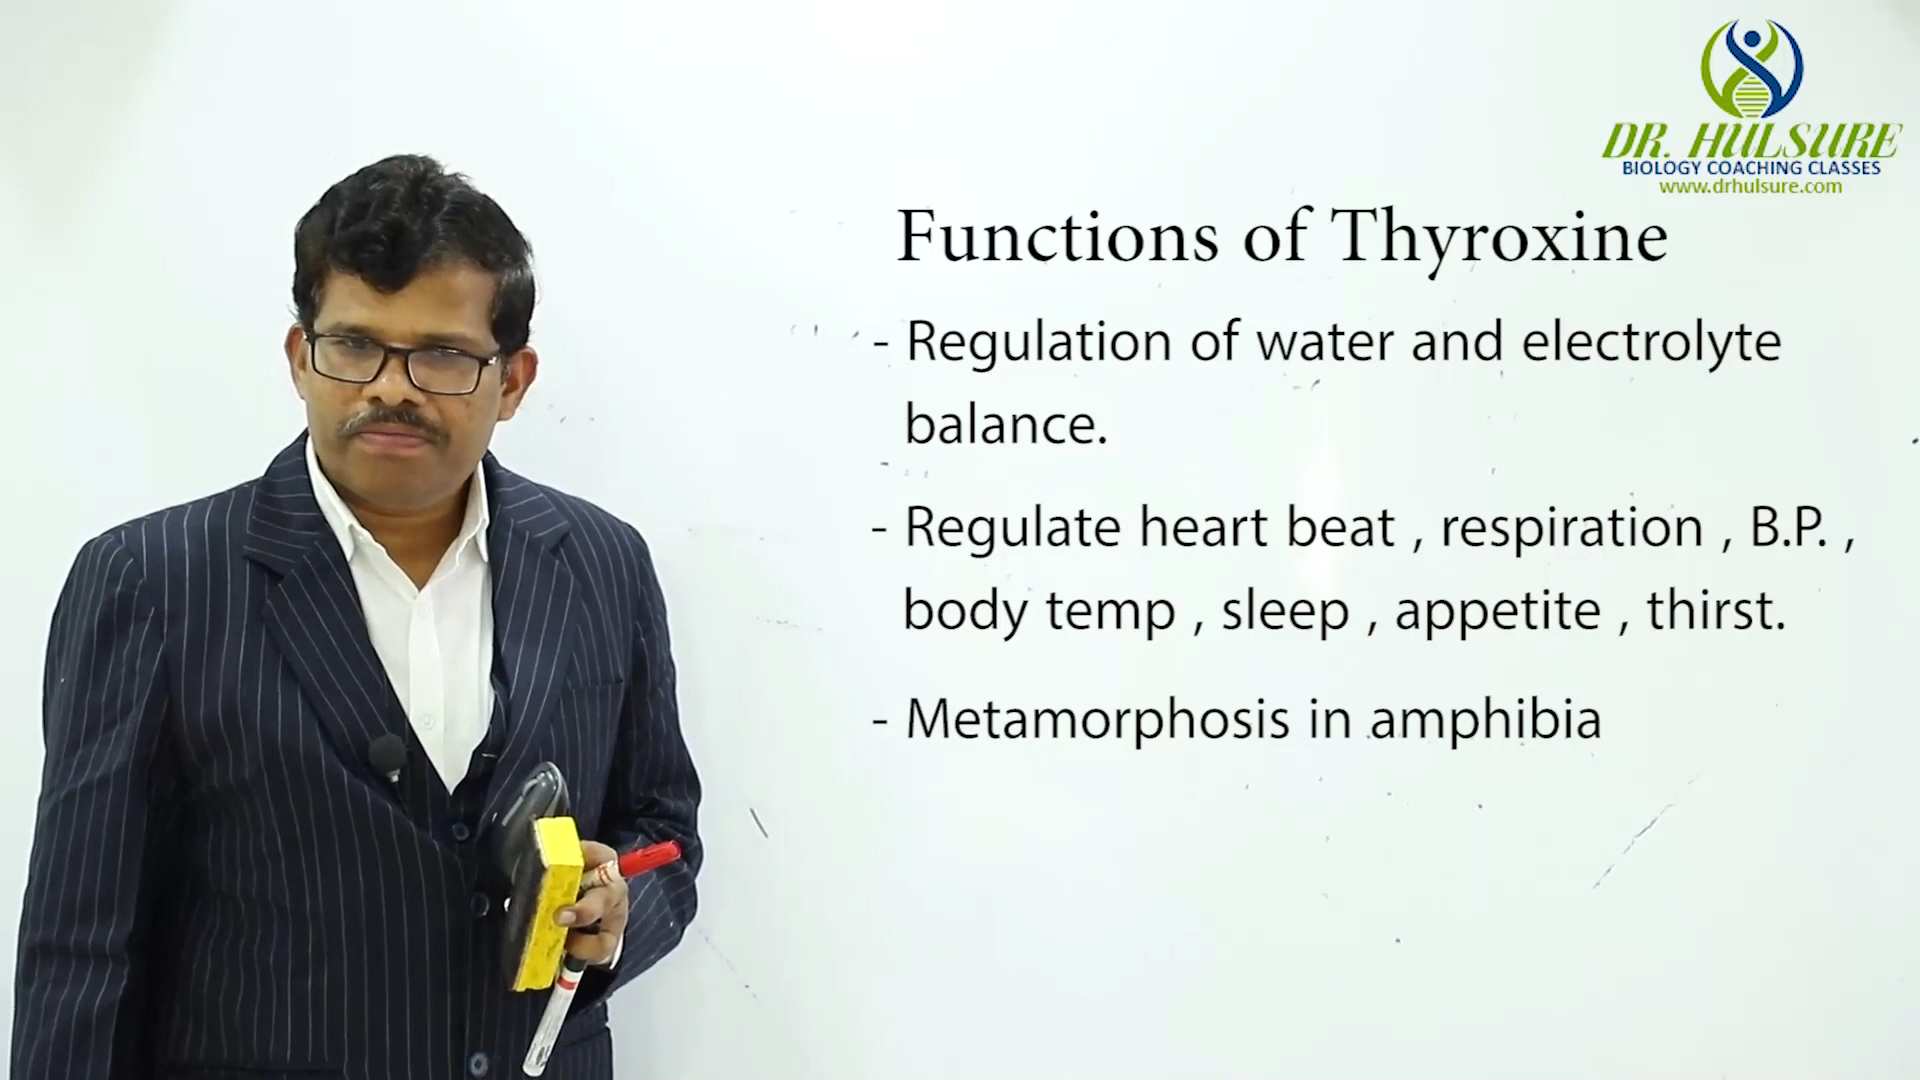 DR. HULSURE
BIOLOGY COACHING CLASSES
www.drhulsure.com
Functions of Thyroxine
- Regulation of water and electrolyte
balance.
- Regulate heart beat , respiration , B.P. ,
body temp , sleep , appetite , thirst.
- Metamorphosis in amphibia